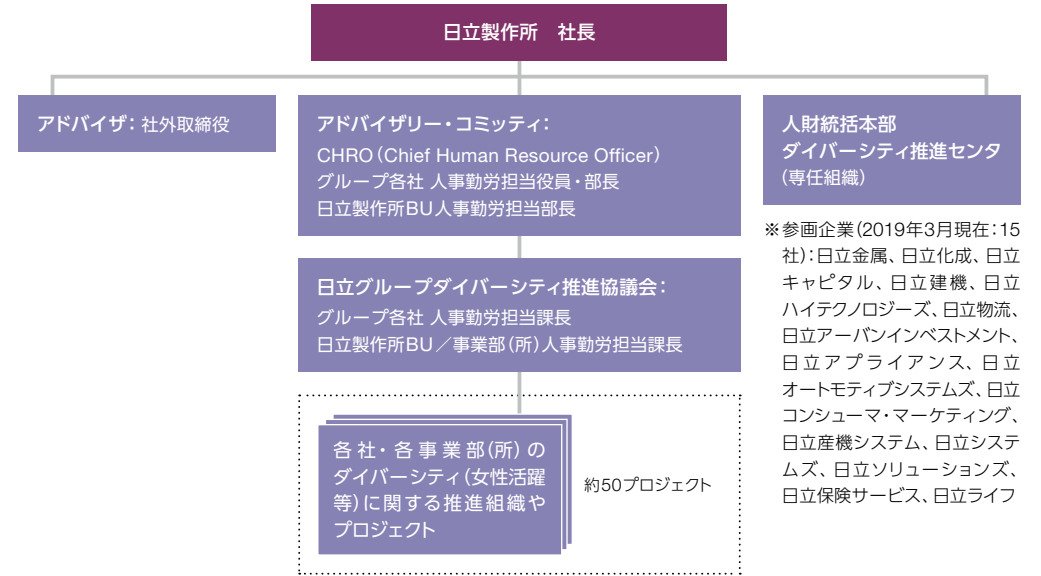 日立製作所　社長
アドバイザ：社外取締役
アドバイザリー・コミッティ：
CHRO（Chief Human Resource Officer）
グループ各社 人事勤労担当役員・部長
日立製作所BU人事勤労担当部長
日立グループダイバーシティ推進協議会：
グループ各社 人事勤労担当課長
日立製作所BU／事業部（所）人事勤労担当課長
各社・各事業部（所）の
ダイバーシティ（女性活躍
等）に関する推進組織や
プロジェクト
約50プロジェクト
人財統括本部
ダイバーシティ推進センタ
（専任組織）
※参画企業（2019年3月現在：15
社）：日立金属、日立化成、日立
キャピタル、日立建機、日立
ハイテクノロジーズ、日立物流、
日立アーバンインベストメント、
日立アプライアンス、日立
オートモティブシステムズ、日立
コンシューマ・マーケティング、
日立産機システム、日立システ
ムズ、日立ソリューションズ、
日立保険サービス、日立ライフ